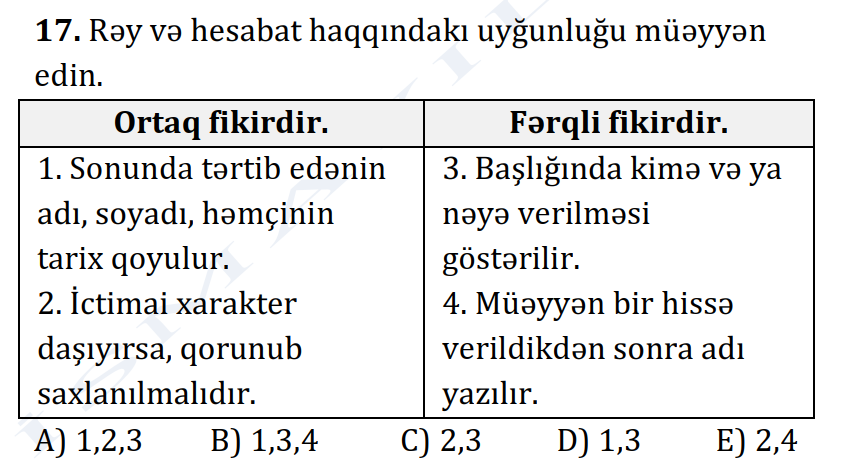 17. Rəy və hesabat haqqındakı uyğunluğu müəyyən
edin.
Ortaq fikirdir.
Fərqli fikirdir.
1. Sonunda tərtib edənin
adı, soyadı, həmçinin
tarix qoyulur.
2. İctimai xarakter
daşıyırsa, qorunub
saxlanılmalıdır.
3. Başlığında kimə və ya
nəyə verilməsi
göstərilir.
4. Müəyyən bir hissə
verildikdən sonra adı
yazılır.
A) 1,2,3 B) 1,3,4 C) 2,3 D) 1,3 E) 2,4